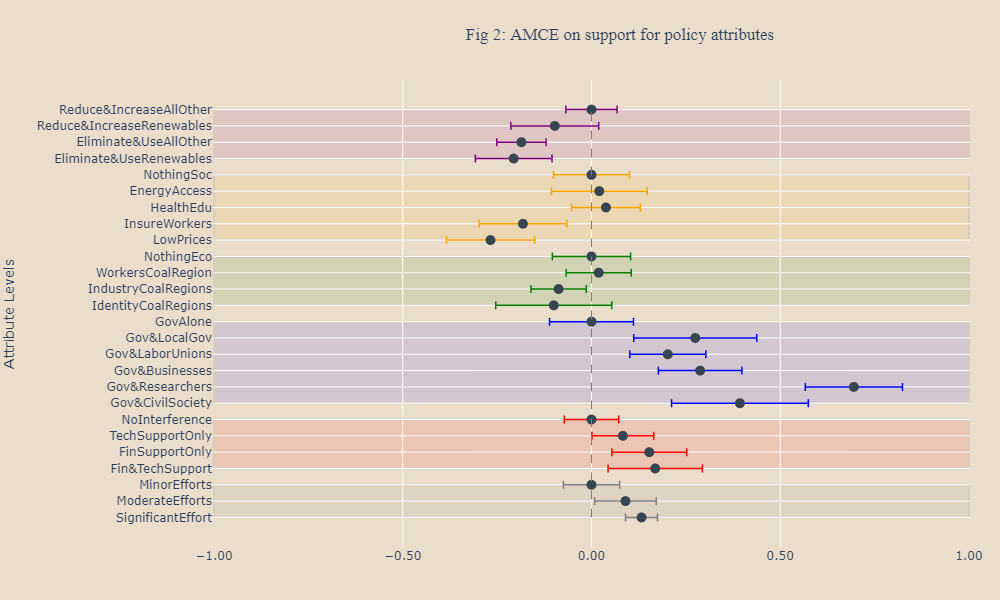 Fig 2: AMCE on support for policy attributes
Attribute Levels
Reduce&IncreaseAllOther
Reduce&IncreaseRenewables
Eliminate&UseAllOther
Eliminate&UseRenewables
NothingSoc
EnergyAccess
HealthEdu
InsureWorkers
LowPrices
NothingEco
WorkersCoalRegion
IndustryCoalRegions
IdentityCoalRegions
GovAlone
Gov&LocalGov
Gov&LaborUnions
Gov&Businesses
Gov&Researchers
Gov&CivilSociety
NoInterference
TechSupportOnly
FinSupportOnly
Fin&TechSupport
MinorEfforts
ModerateEfforts
SignificantEffort
−1.00 −0.50 0.00 0.50 1.00